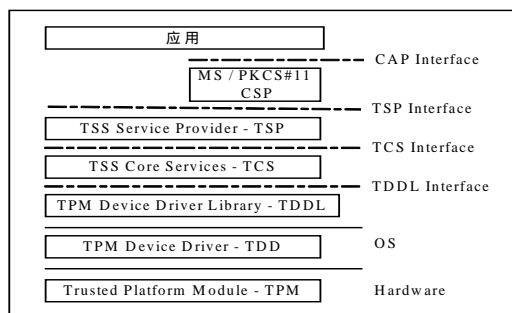 应用
CAP Interface
MS / PKCS#11
CSP
TSP Interface
TSS Service Provider - TSP
TCS Interface
TSS Core Services - TCS
TDDL Interface
TPM Device Driver Library - TDDL
TPM Device Driver - TDD
OS
Trusted Platform Module - TPM
Hardware